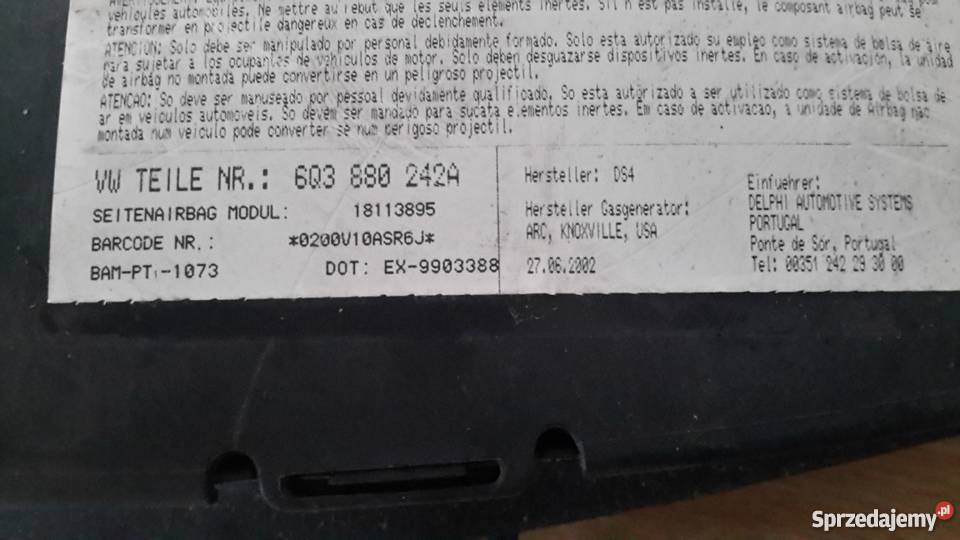 véhicules automobiles. Ne mettre au rebut que les seuls elements inertes. S'il n'est pas installe, le composant airbag peut se
transformer en projectile dangereux en cas de declenchement.
ATENCION: Solo debe ser manipulado por personal debidamente formado. Solo esta autorizado su empleo como sistema de bolsa de aire
para sujetar a los ocupantes de vehiculos de motor. Solo deben desguazarse dispositivos inertes. En caso de activación, la unidad
de airbag no montada puede convertirse en un peligroso projectil.
ATENCAO: So deve ser manuseado por pessoal devidamente qualificado. So esta autorizado a ser utilizado como sistema de bolsa de
ar em veiculos automoveis. So devem ser mandado para sucata elementos inertes. Em caso de activacao, a unidade de Airbag não
montada num veiculo pode converter se num perigoso projectil.
VW TEILE NR.: 6Q3 880 242A
SEITENAIRBAG MODUL: 18113895
BARCODE NR.: *0200V10ASR6J*
BAM-PT.-1073 DOT: EX-9903388
Hersteller: DS4
Hersteller Gasgenerator:
ARC, KNOXVILLE, USA
27.06.2002
Einfuehrer:
DELPHI AUTOMOTIVE SYSTEMS
PORTUGAL
Ponte de Sór, Portugal
Tel: 00351 242 29 30 00
Sprzedajemy.pl